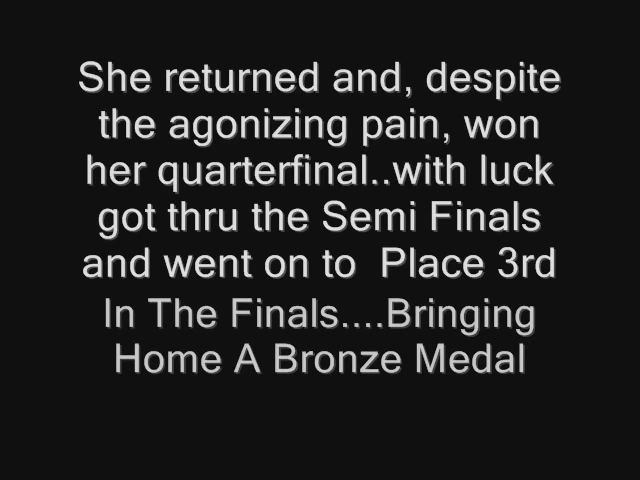 She returned and, despite
the agonizing pain, won
her quarterfinal..with luck
got thru the Semi Finals
and went on to  Place 3rd
In The Finals....Bringing
Home A Bronze Medal